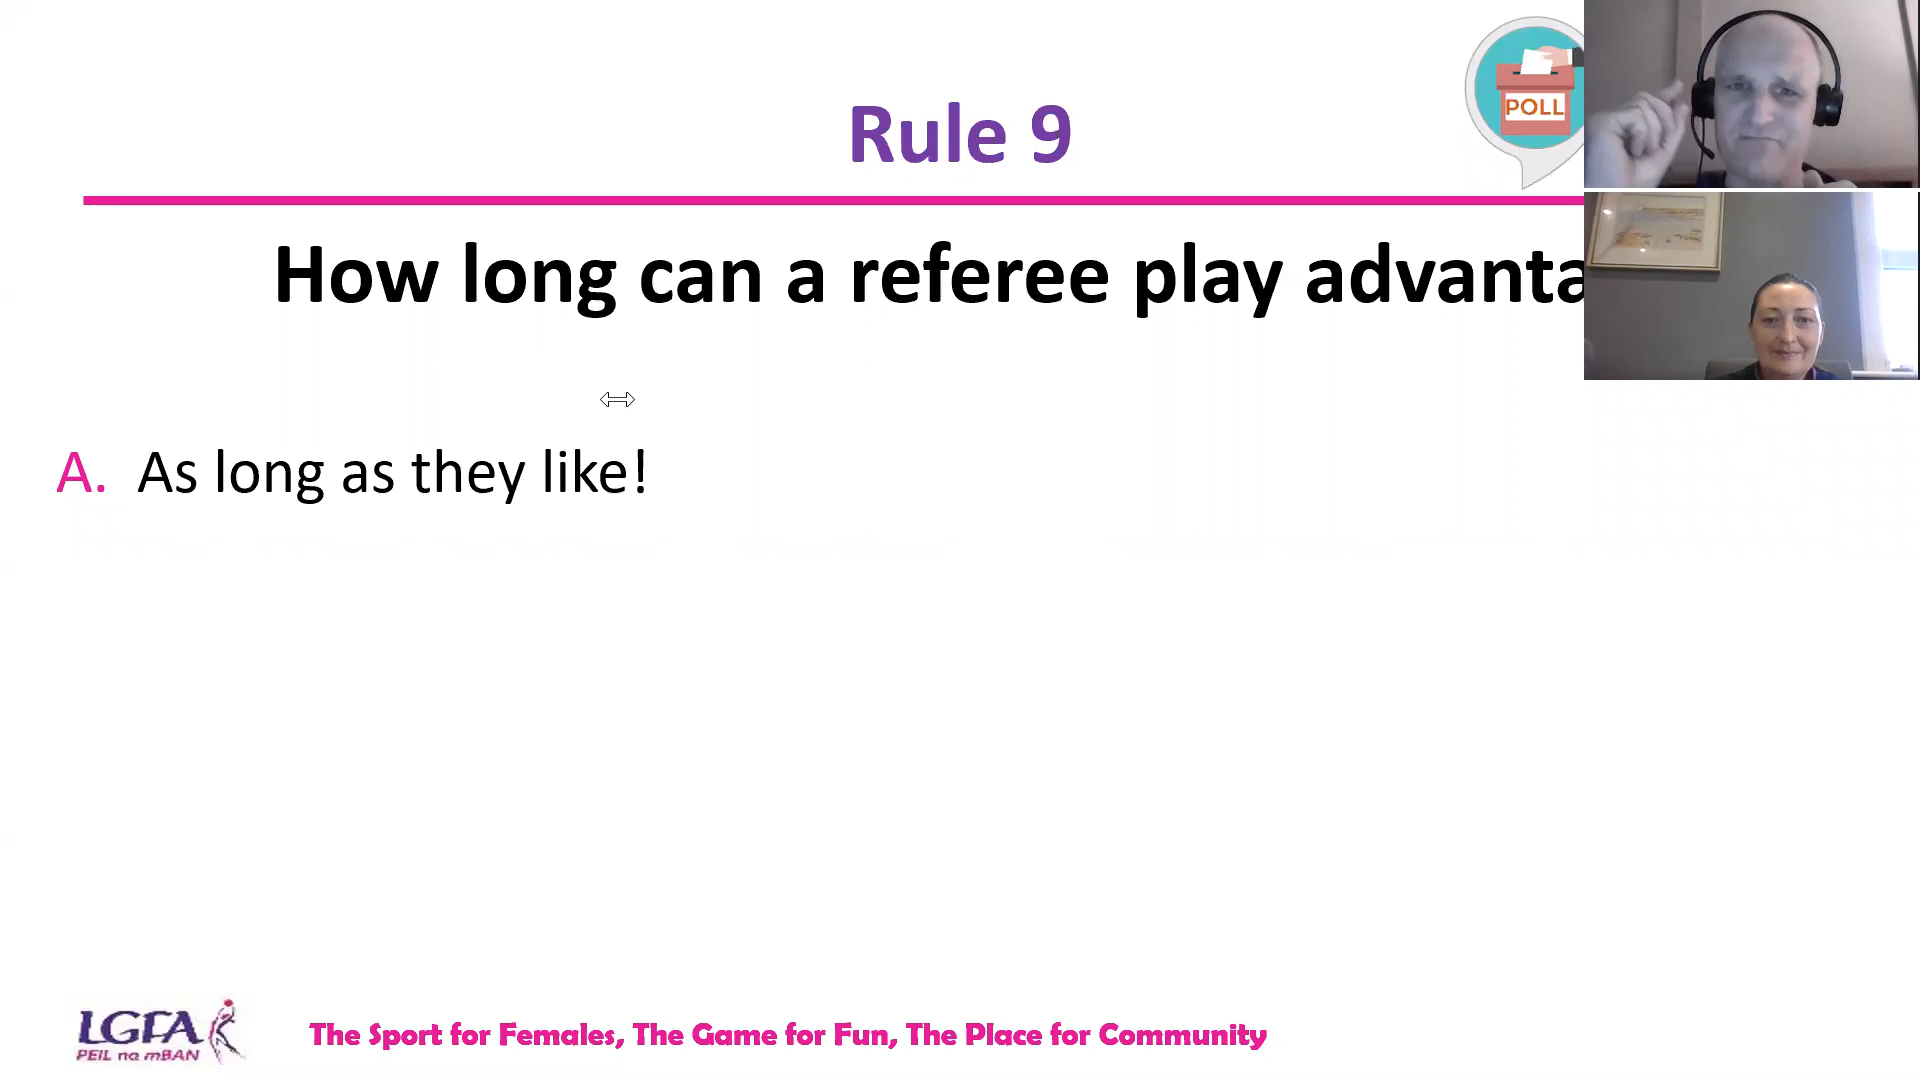 POLL
Rule 9
How long can a referee play
A. As long as they like!
LGFA
PEIL na mBAN
The Sport for Females, The Game for Fun, The Place for Community